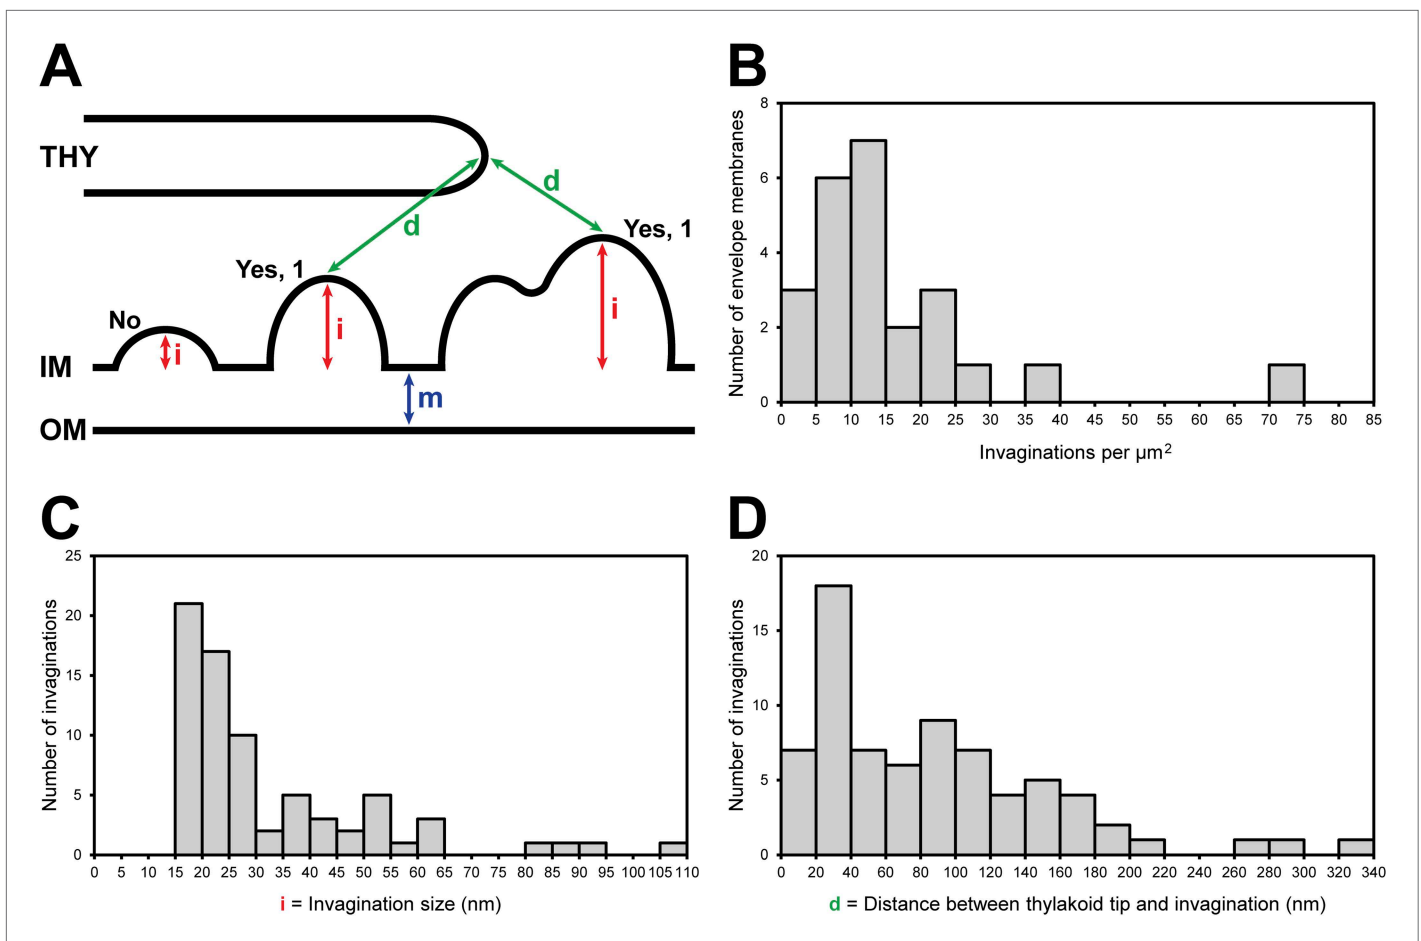 A
THY
d
d
Yes, 1
Yes, 1
No
i
i
i
IM
m
OM
B
Number of envelope membranes
8
6
4
2
0
0 5 10 15 20 25 30 35 40 45 50 55 60 65 70 75 80 85
Invaginations per µm²
C
Number of invaginations
25
20
15
10
5
0
0 5 10 15 20 25 30 35 40 45 50 55 60 65 70 75 80 85 90 95 100 105 110
i = Invagination size (nm)
D
Number of invaginations
20
15
10
5
0
0 20 40 60 80 100 120 140 160 180 200 220 240 260 280 300 320 340
d = Distance between thylakoid tip and invagination (nm)